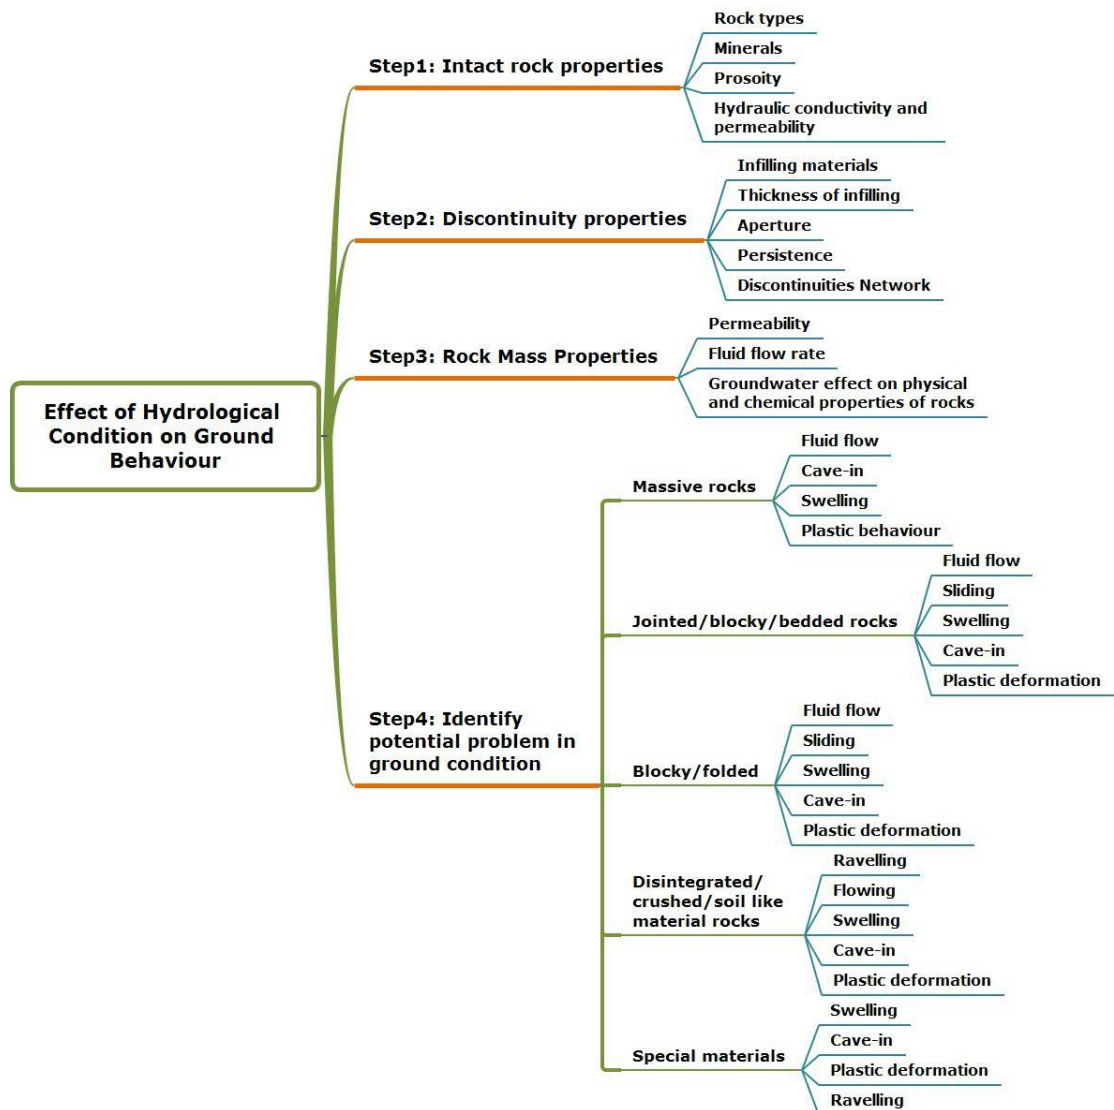 Effect of Hydrological
Condition on Ground
Behaviour
Step1: Intact rock properties
Rock types
Minerals
Prosoity
Hydraulic conductivity and
permeability
Step2: Discontinuity properties
Infilling materials
Thickness of infilling
Aperture
Persistence
Discontinuities Network
Step3: Rock Mass Properties
Permeability
Fluid flow rate
Groundwater effect on physical
and chemical properties of rocks
Step4: Identify
potential problem in
ground condition
Massive rocks
Fluid flow
Cave-in
Swelling
Plastic behaviour
Jointed/blocky/bedded rocks
Fluid flow
Sliding
Swelling
Cave-in
Plastic deformation
Blocky/folded
Fluid flow
Sliding
Swelling
Cave-in
Plastic deformation
Disintegrated/
crushed/soil like
material rocks
Ravelling
Flowing
Swelling
Cave-in
Plastic deformation
Special materials
Swelling
Cave-in
Plastic deformation
Ravelling